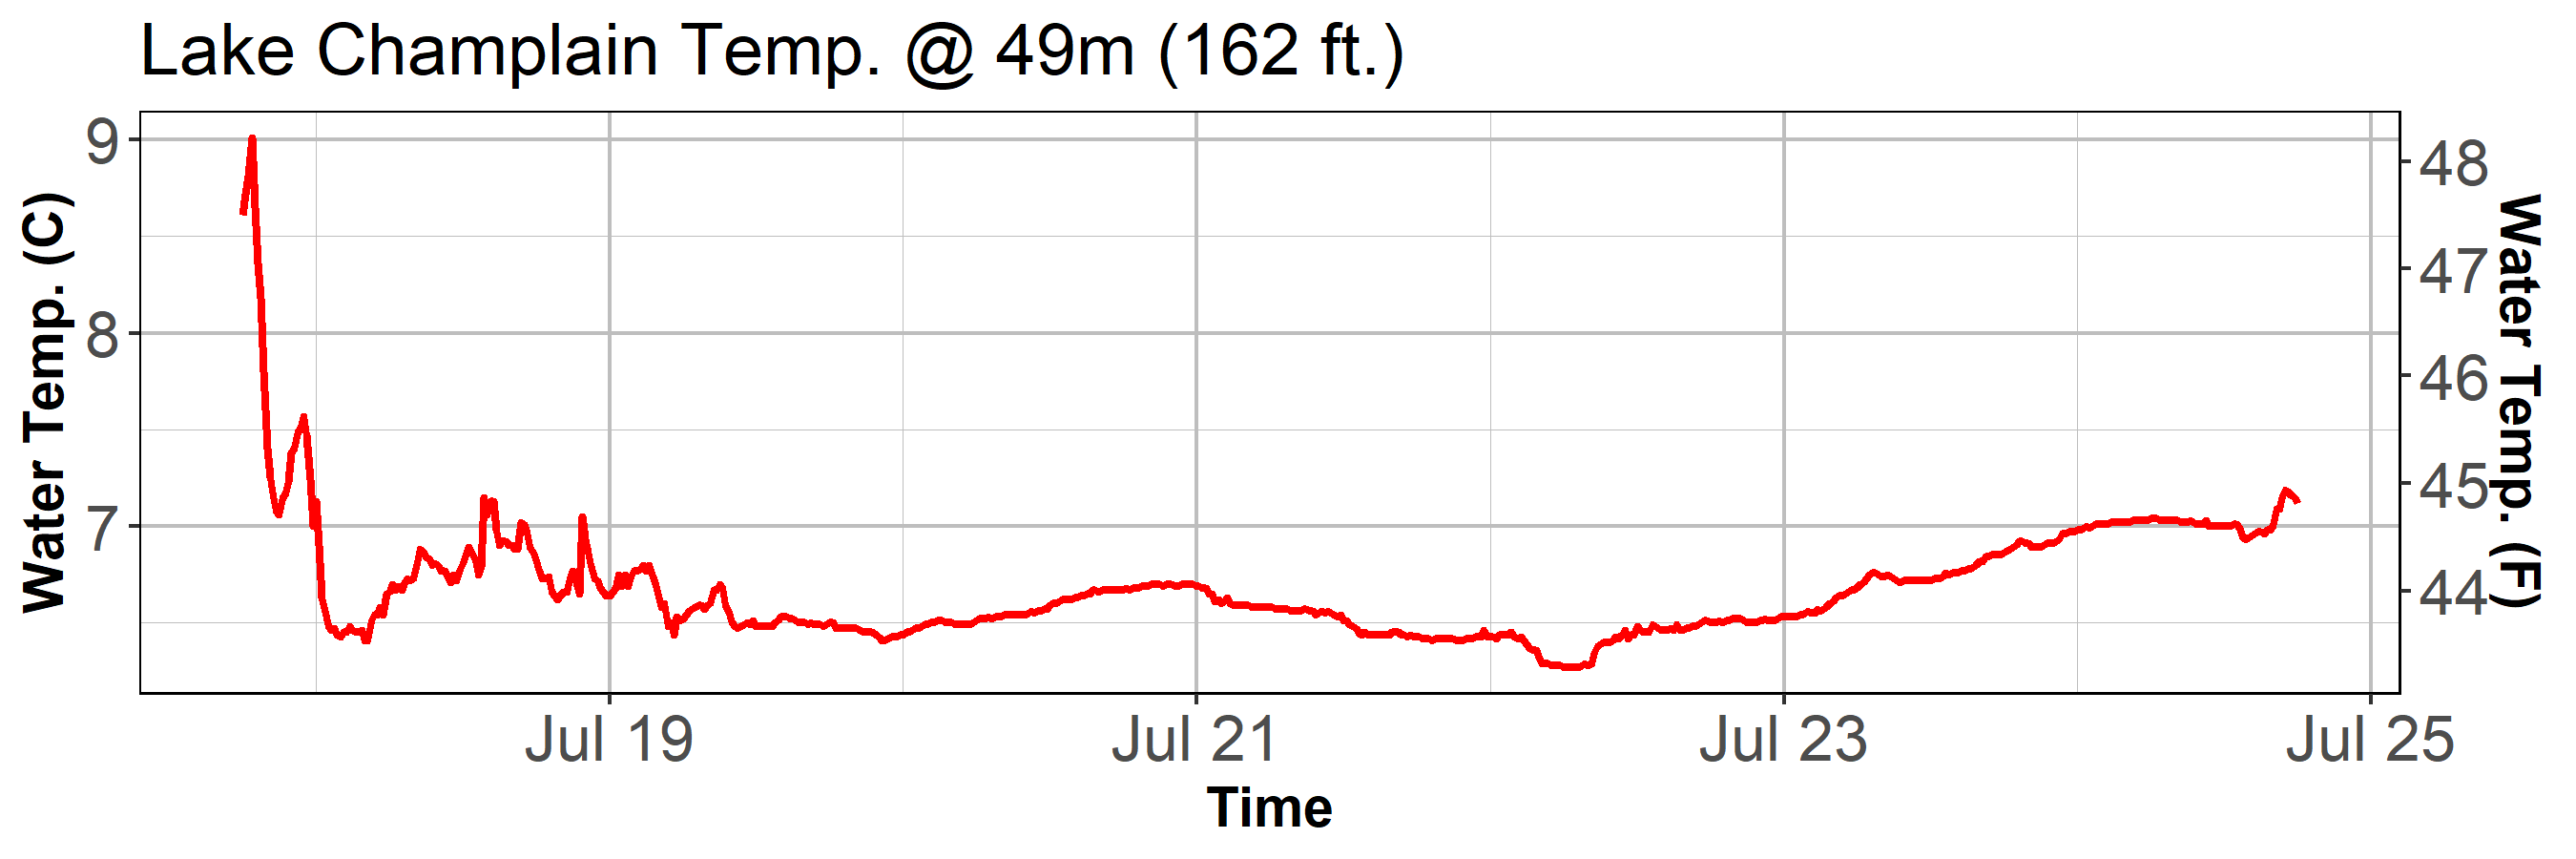 Lake Champlain Temp. @ 49m (162 ft.)
Water Temp. (C)
9
8
7
48
47
46
45
44
Water Temp. (F)
Jul 19
Jul 21
Jul 23
Jul 25
Time